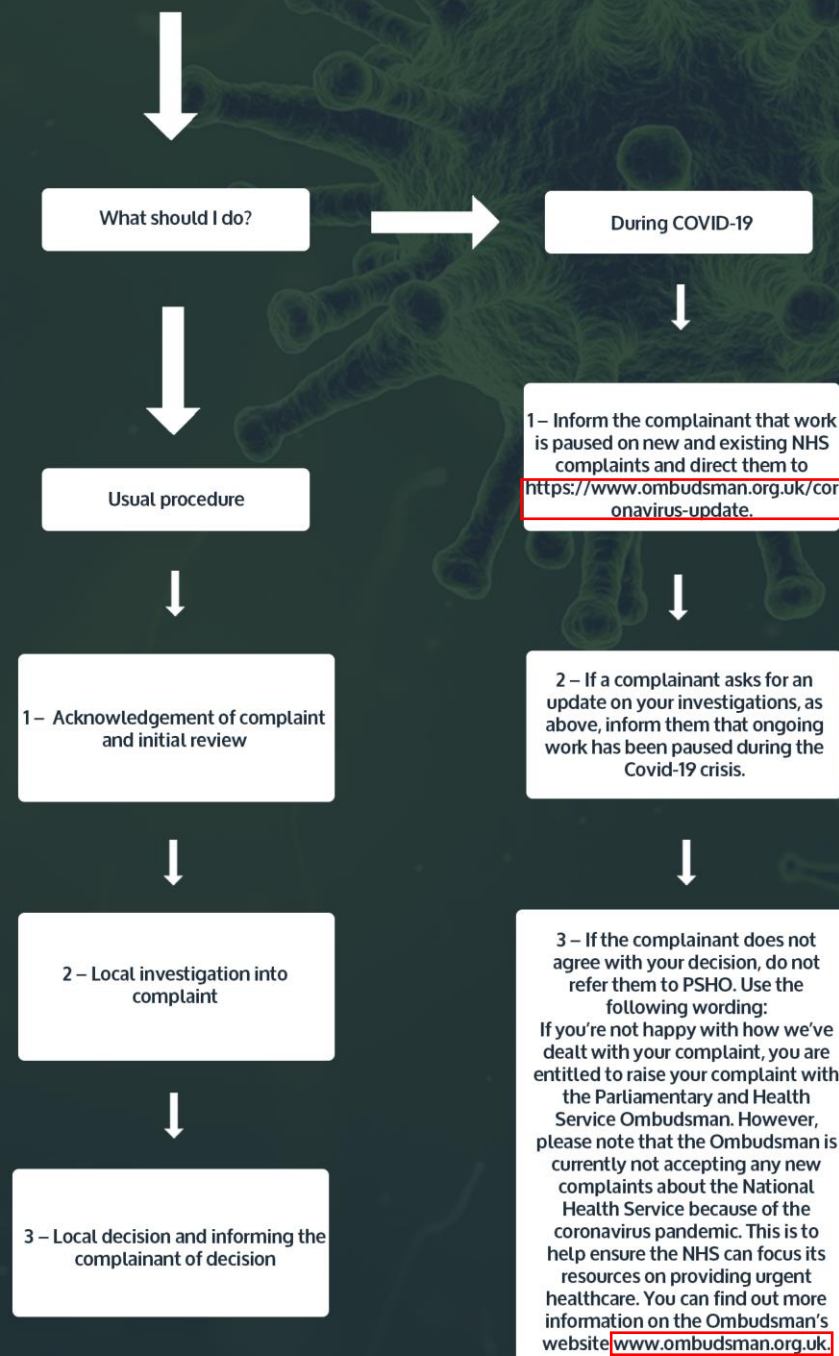 What should I do?
During COVID-19
Usual procedure
1 – Acknowledgement of complaint
and initial review
2 – Local investigation into
complaint
3 – Local decision and informing the
complainant of decision
1 – Inform the complainant that work
is paused on new and existing NHS
complaints and direct them to
https://www.ombudsman.org.uk/cor
onavirus-update.
2 – If a complainant asks for an
update on your investigations, as
above, inform them that ongoing
work has been paused during the
Covid-19 crisis.
3 – If the complainant does not
agree with your decision, do not
refer them to PSHO. Use the
following wording:
If you're not happy with how we've
dealt with your complaint, you are
entitled to raise your complaint with
the Parliamentary and Health
Service Ombudsman. However,
please note that the Ombudsman is
currently not accepting any new
complaints about the National
Health Service because of the
coronavirus pandemic. This is to
help ensure the NHS can focus its
resources on providing urgent
healthcare. You can find out more
information on the Ombudsman's
website www.ombudsman.org.uk.